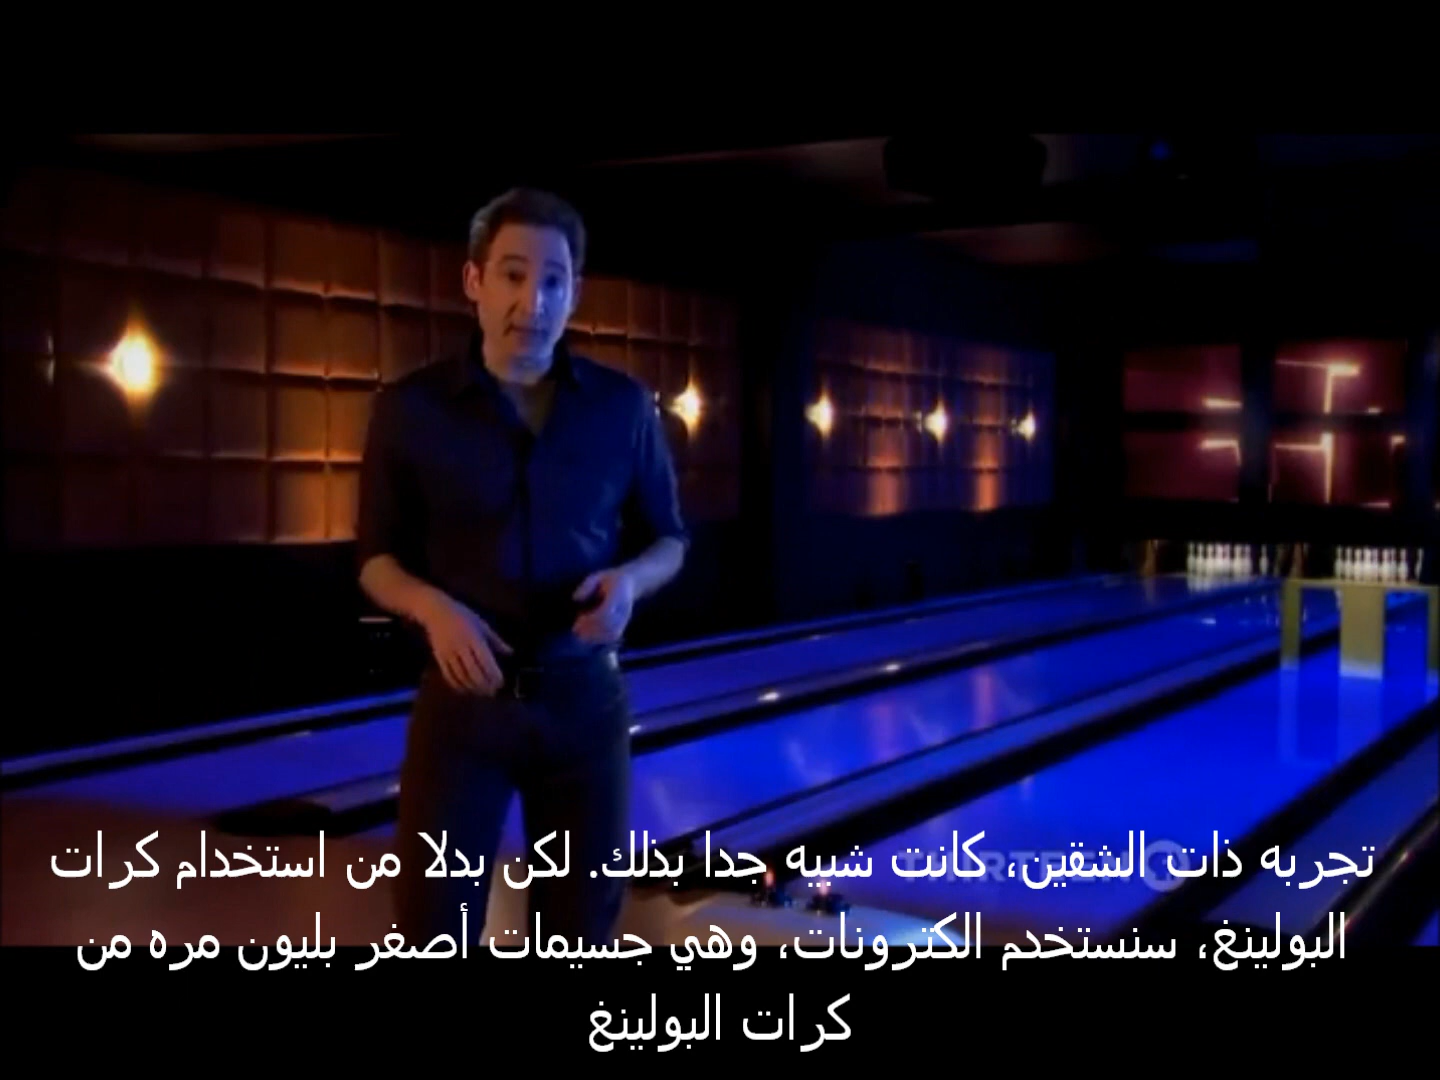 تجربه ذات الشقين، كانت شبيه جدا بذلك. لكن بدلا من استخدام كرات
البولينغ، سنستخدم الكترونات، وهي جسيمات أصغر بليون مره من
كرات البولينغ
THIRTEEN